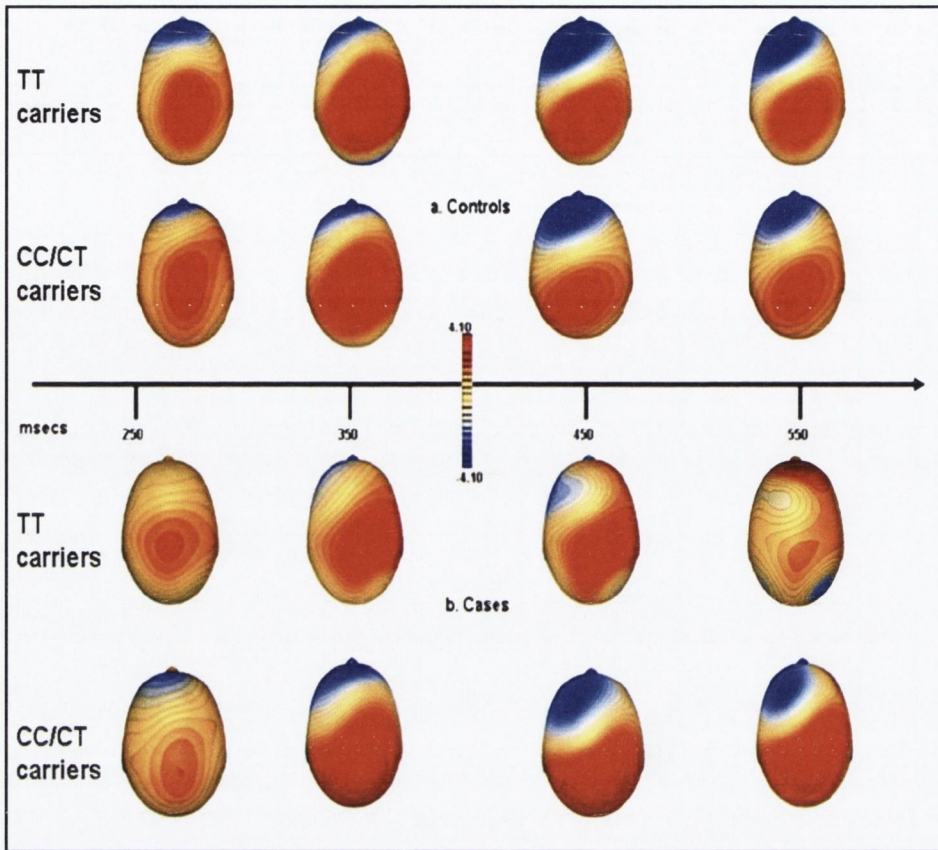 TT
carriers
a. Controls
CC/CT
carriers
4.10
msecs
250
350
450
550
-4.10
TT
carriers
b. Cases
CC/CT
carriers